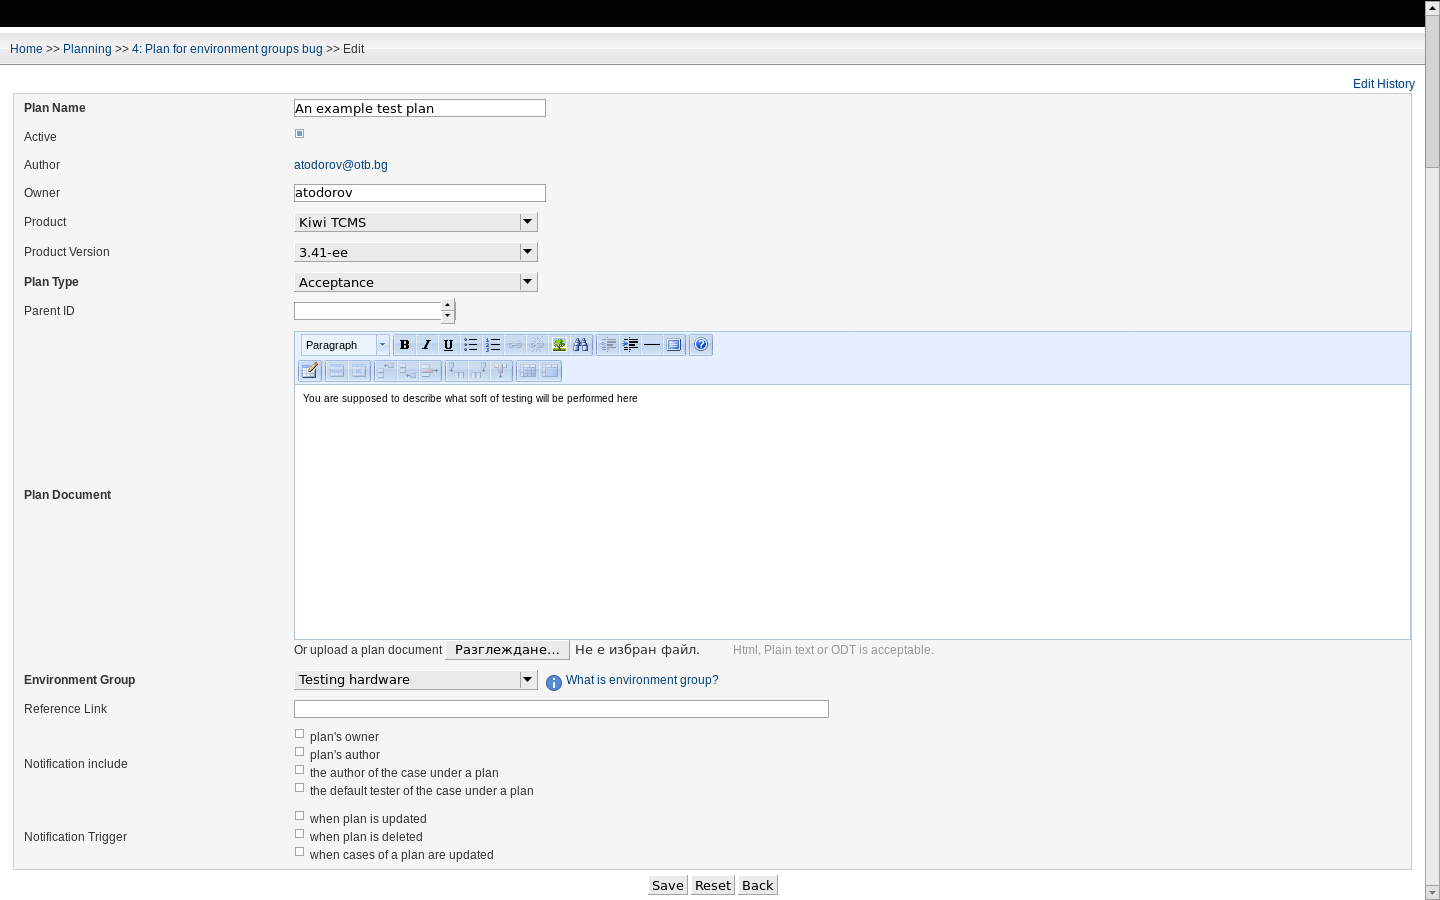 Home >> Planning >> 4: Plan for environment groups bug >> Edit
Edit History
Plan Name An example test plan
Active
Author atodorov@otb.bg
Owner atodorov
Product Kiwi TCMS
Product Version 3.41-ee
Plan Type Acceptance
Parent ID
Paragraph B I U
You are supposed to describe what soft of testing will be performed here
Plan Document
Or upload a plan document Разглеждане... Не е избран файл. Html, Plain text or ODT is acceptable.
Environment Group Testing hardware What is environment group?
Reference Link
Notification include
plan's owner
plan's author
the author of the case under a plan
the default tester of the case under a plan
Notification Trigger
when plan is updated
when plan is deleted
when cases of a plan are updated
Save Reset Back